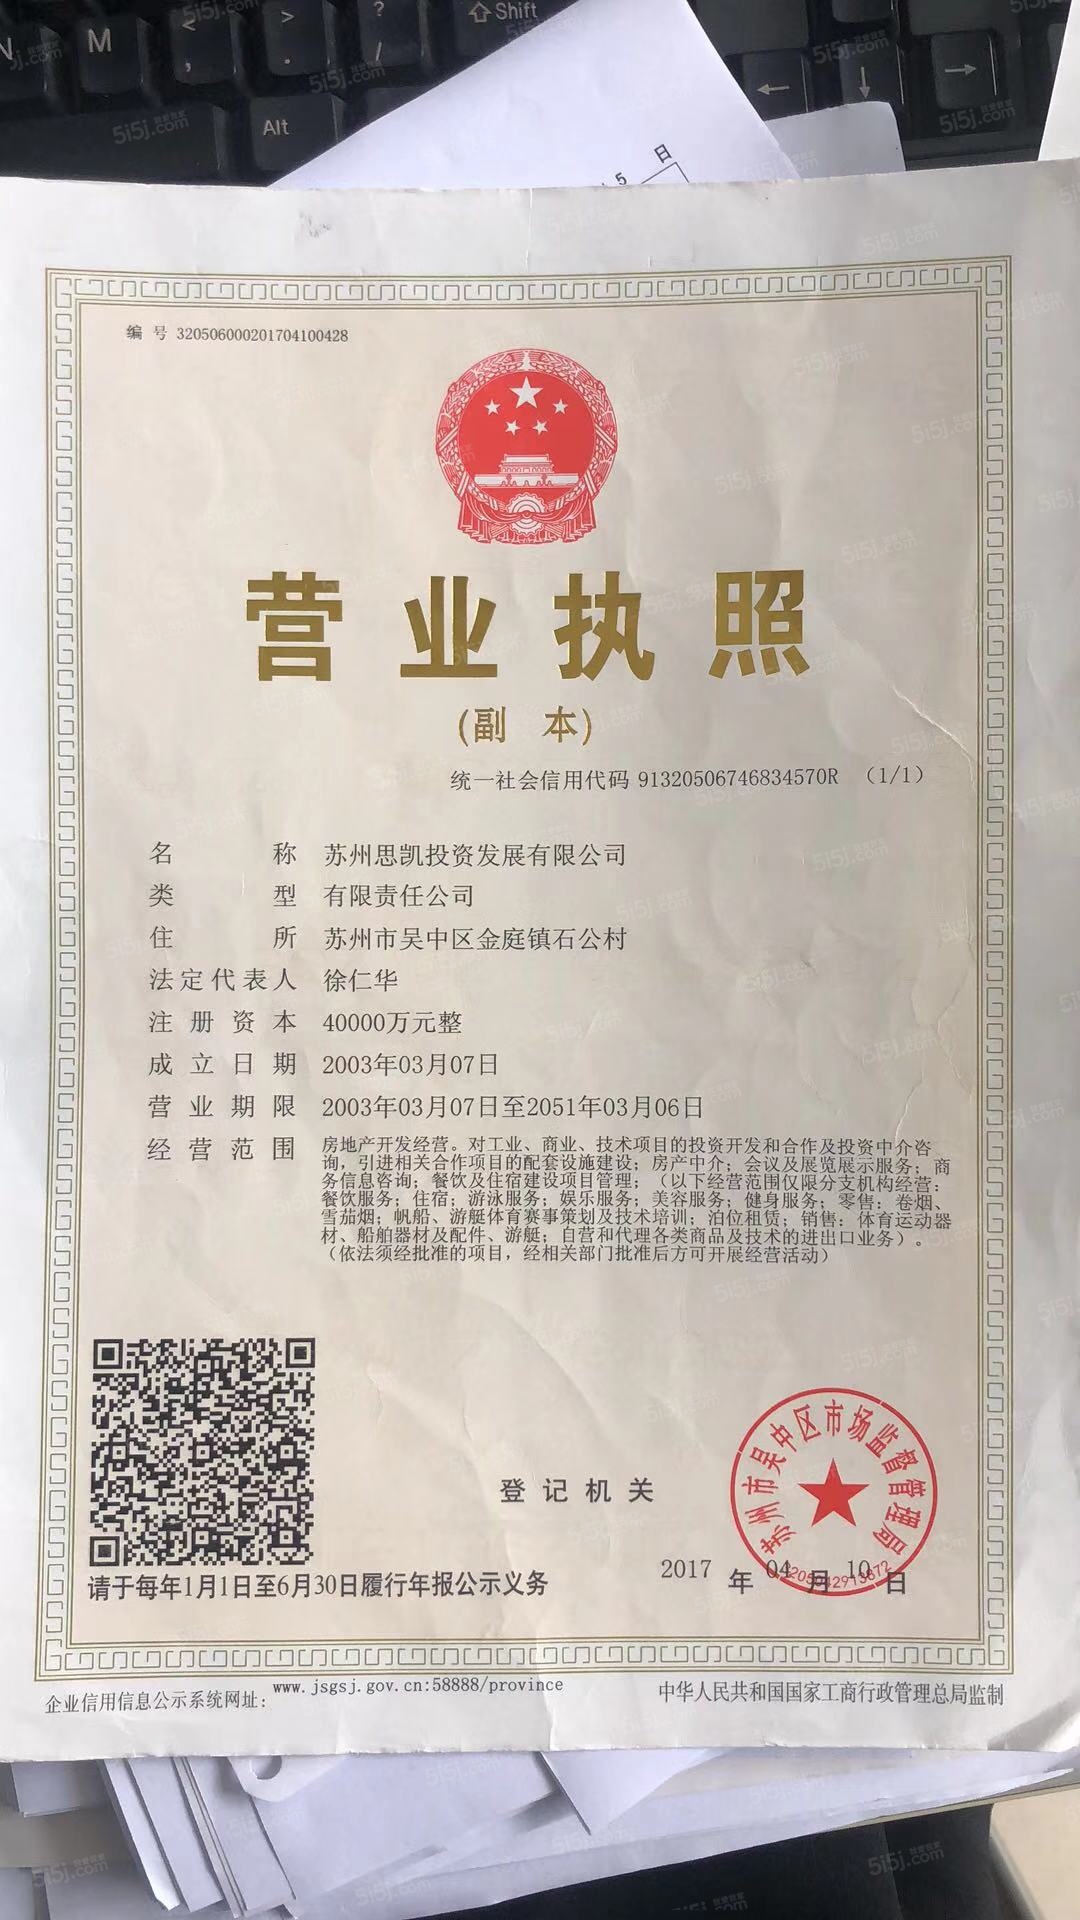 N
M
<
,
>
.
?
/
Shift
Alt
5 日
编 号 320506000201704100428
营业执照
(副 本)
统一社会信用代码 91320506746834570R （1/1）
名 称 苏州思凯投资发展有限公司
类 型 有限责任公司
住 所 苏州市吴中区金庭镇石公村
法定代表人 徐仁华
注册资本 40000万元整
成立日期 2003年03月07日
营业期限 2003年03月07日至2051年03月06日
经营范围 房地产开发经营。对工业、商业、技术项目的投资开发和合作及投资中介咨
询，引进相关合作项目的配套设施建设；房产中介；会议及展览展示服务；商
务信息咨询；餐饮及住宿建设项目管理；（以下经营范围仅限分支机构经营：
餐饮服务；住宿；游泳服务；娱乐服务；美容服务；健身服务；零售：卷烟、
雪茄烟；帆船、游艇体育赛事策划及技术培训；泊位租赁；销售：体育运动器
材、船舶器材及配件、游艇；自营和代理各类商品及技术的进出口业务）。
（依法须经批准的项目，经相关部门批准后方可开展经营活动）
登记机关
苏州市吴中区市场监督管理局
2017 年 04 月 10 日
请于每年1月1日至6月30日履行年报公示义务
企业信用信息公示系统网址： www.jsgsj.gov.cn:58888/province
中华人民共和国国家工商行政管理总局监制
5i5j.com